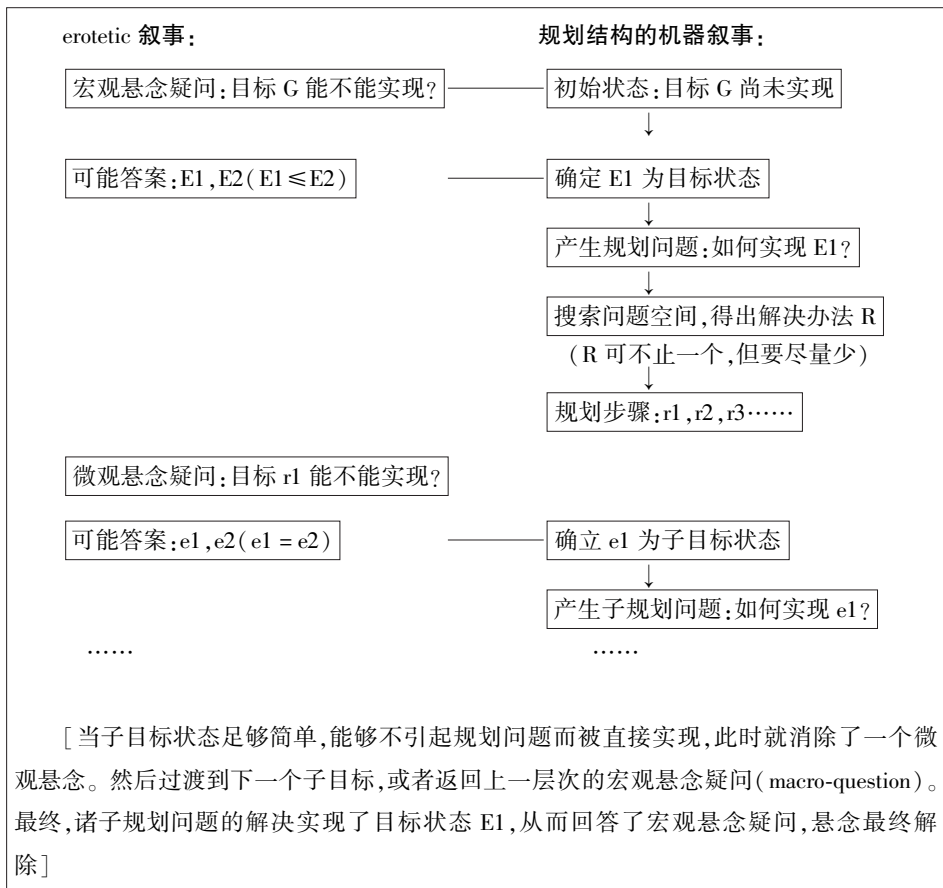 erotetic 叙事: 规划结构的机器叙事:
宏观悬念疑问:目标 G 能不能实现? 初始状态:目标 G 尚未实现
↓
可能答案:E1,E2(E1≤E2) 确定 E1 为目标状态
↓
产生规划问题:如何实现 E1?
↓
搜索问题空间,得出解决办法 R
(R 可不止一个,但要尽量少)
↓
规划步骤:r1,r2,r3……
微观悬念疑问:目标 r1 能不能实现?
可能答案:e1,e2(e1 = e2) 确立 e1 为子目标状态
↓
产生子规划问题:如何实现 e1?
…… ……
[当子目标状态足够简单,能够不引起规划问题而被直接实现,此时就消除了一个微
观悬念。然后过渡到下一个子目标,或者返回上一层次的宏观悬念疑问(macro-question)。
最终,诸子规划问题的解决实现了目标状态 E1,从而回答了宏观悬念疑问,悬念最终解
除]